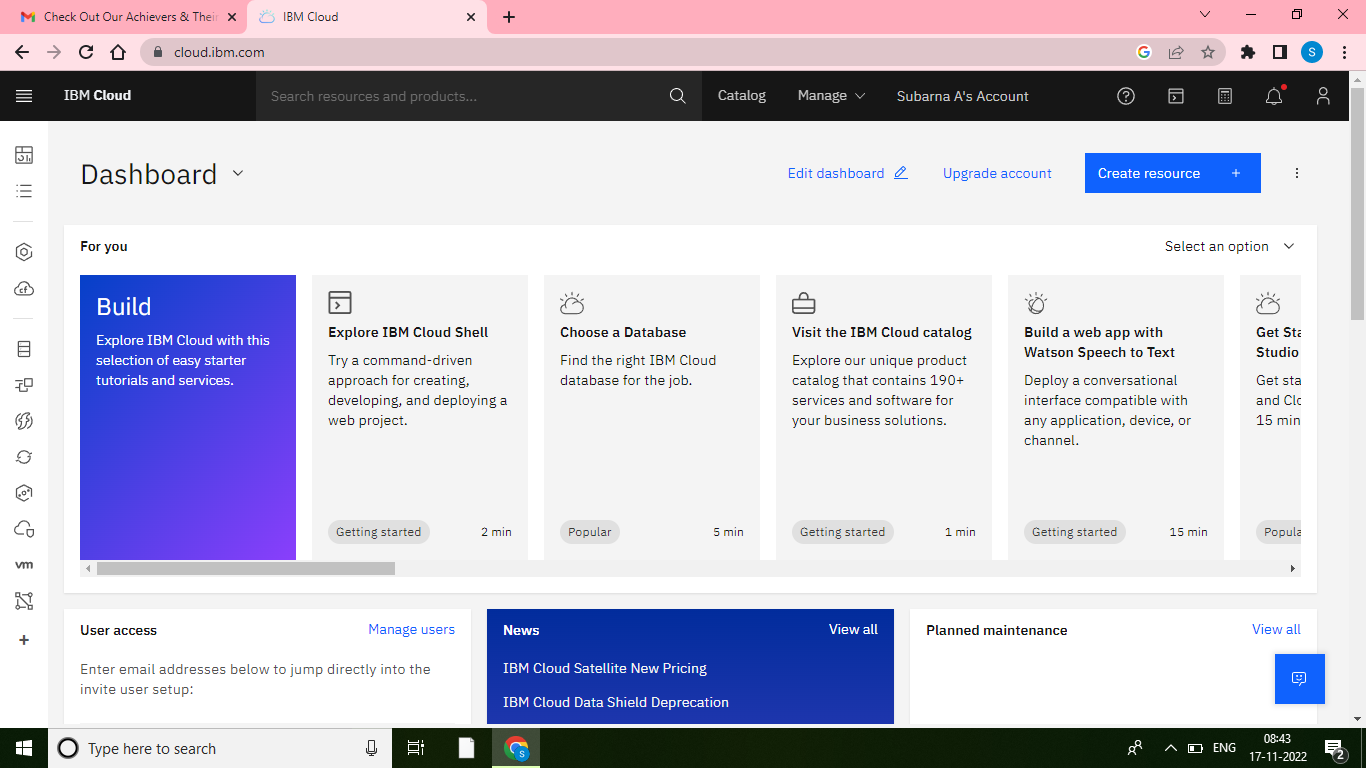 Check Out Our Achievers & Thei
IBM Cloud
cloud.ibm.com
S
IBM Cloud
Search resources and products...
Catalog
Manage
Subarna A's Account
Dashboard
Edit dashboard
Upgrade account
Create resource +
For you
Select an option
Build
Explore IBM Cloud with this
selection of easy starter
tutorials and services.
Explore IBM Cloud Shell
Try a command-driven
approach for creating,
developing, and deploying a
web project.
Getting started
2 min
Choose a Database
Find the right IBM Cloud
database for the job.
Popular
5 min
Visit the IBM Cloud catalog
Explore our unique product
catalog that contains 190+
services and software for
your business solutions.
Getting started
1 min
Build a web app with
Watson Speech to Text
Deploy a conversational
interface compatible with
any application, device, or
channel.
Getting started
15 min
Get Sta
Studio
Get sta
and Clo
15 min
Popula
cf
vm
User access
Manage users
Enter email addresses below to jump directly into the
invite user setup:
News
View all
IBM Cloud Satellite New Pricing
IBM Cloud Data Shield Deprecation
Planned maintenance
View all
Type here to search
S
ENG
08:43
17-11-2022
2